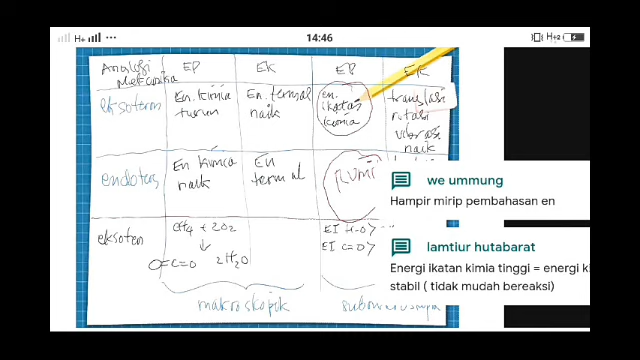 H+
14:46
H+2
Analogi EP EK EP EK
Mekanika
eksoterm En. kimia En. termal en. translasi
turun naik ikatan rotasi
kimia vibrasi
naik
endoterm En kimia En
naik termal
eksoterm CH4 + 2O2
↓
O=C=O 2H2O
EI H-O >
EI C=O >
makroskopik
we ummung
Hampir mirip pembahasan en
lamtiur hutabarat
Energi ikatan kimia tinggi = energi ki
stabil ( tidak mudah bereaksi)